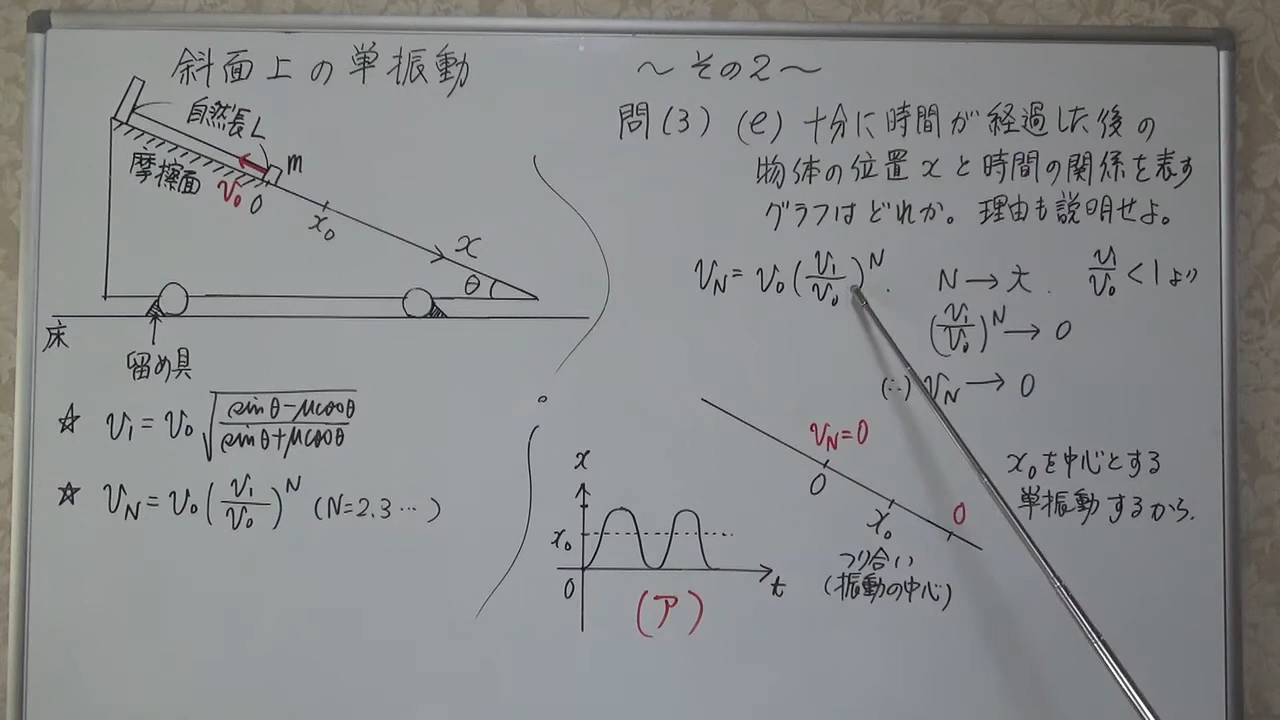 斜面上の単振動
～その2～
自然長L
m
摩擦面
v₀
0
x₀
x
θ
床
留め具
☆ v₁ = v₀ √((sinθ-μcosθ)/(sinθ+μcosθ))
☆ v_N = v₀ (v₁/v₀)^N (N=2.3…)
問(3) (e) 十分に時間が経過した後の
物体の位置xと時間の関係を表す
グラフはどれか。理由も説明せよ。
v_N = v₀ (v₁/v₀)^N . N→大. v₁/v₀ < 1 より
(v₁/v₀)^N → 0
(∴) v_N → 0
v_N=0
0
x₀
0
つり合い
(振動の中心)
x₀を中心とする
単振動するから.
x
x₀
0
t
(ア)